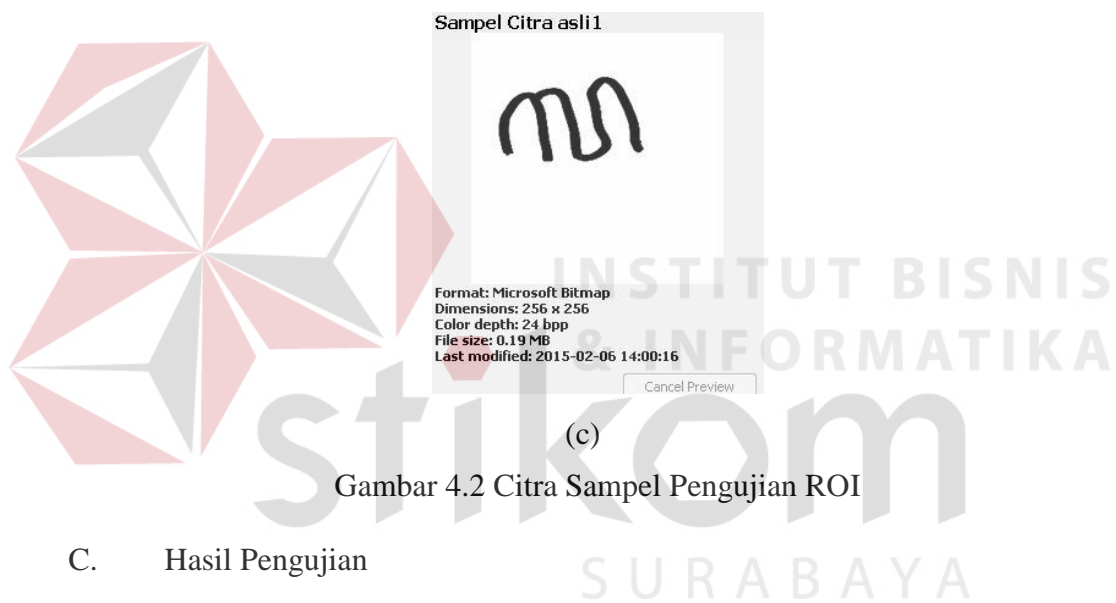 Sampel Citra asli1
Format: Microsoft Bitmap
Dimensions: 256 x 256
Color depth: 24 bpp
File size: 0.19 MB
Last modified: 2015-02-06 14:00:16
Cancel Preview
(c)
Gambar 4.2 Citra Sampel Pengujian ROI
C. Hasil Pengujian
INSTITUT BISNIS
& INFORMATIKA
stikom
SURABAYA